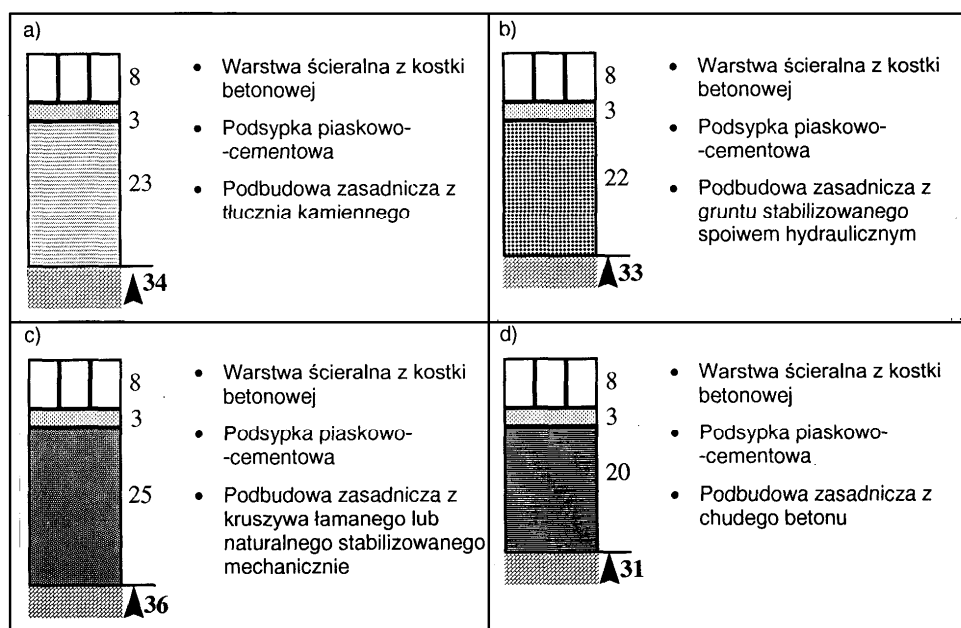 a)
8
3
23
34
• Warstwa ścieralna z kostki
betonowej
• Podsypka piaskowo-
-cementowa
• Podbudowa zasadnicza z
tłucznia kamiennego
b)
8
3
22
33
• Warstwa ścieralna z kostki
betonowej
• Podsypka piaskowo-
-cementowa
• Podbudowa zasadnicza z
gruntu stabilizowanego
spoiwem hydraulicznym
c)
8
3
25
36
• Warstwa ścieralna z kostki
betonowej
• Podsypka piaskowo-
-cementowa
• Podbudowa zasadnicza z
kruszywa łamanego lub
naturalnego stabilizowanego
mechanicznie
d)
8
3
20
31
• Warstwa ścieralna z kostki
betonowej
• Podsypka piaskowo-
-cementowa
• Podbudowa zasadnicza z
chudego betonu